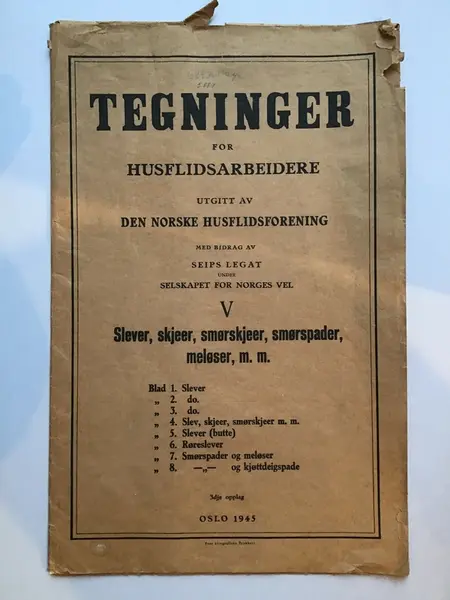 TEGNINGER
FOR
HUSFLIDSARBEIDERE
UTGITT AV
DEN NORSKE HUSFLIDSFORENING
MED BIDRAG AV
SEIPS LEGAT
UNDER
SELSKAPET FOR NORGES VEL
V
Slever, skjeer, smørskjeer, smørspader,
meløser, m. m.
Blad 1. Slever
„ 2. do.
„ 3. do.
„ 4. Slev, skjeer, smørskjeer m. m.
„ 5. Slever (butte)
„ 6. Røreslever
„ 7. Smørspader og meløser
„ 8. —„— og kjøttdeigspade
3dje opplag
OSLO 1945